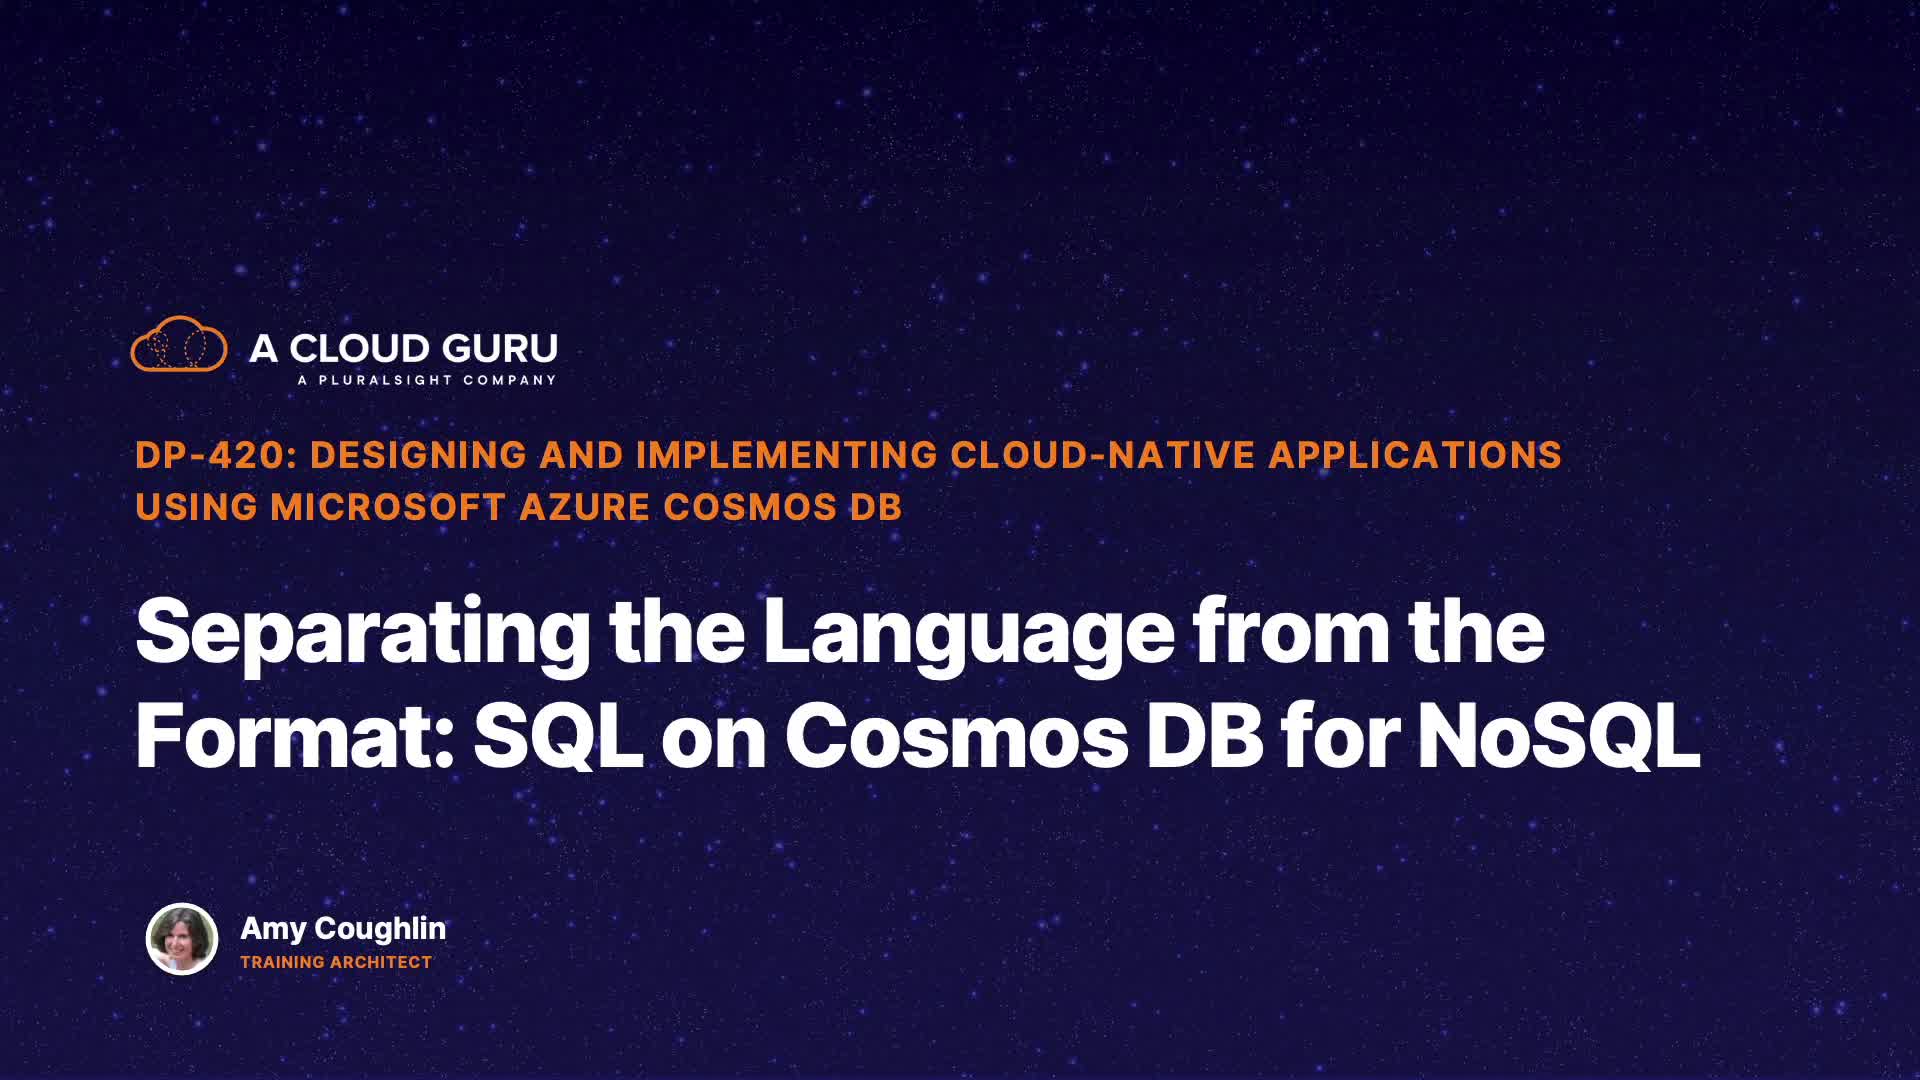 A CLOUD GURU
A PLURALSIGHT COMPANY
DP-420: DESIGNING AND IMPLEMENTING CLOUD-NATIVE APPLICATIONS
USING MICROSOFT AZURE COSMOS DB
Separating the Language from the
Format: SQL on Cosmos DB for NoSQL
Amy Coughlin
TRAINING ARCHITECT